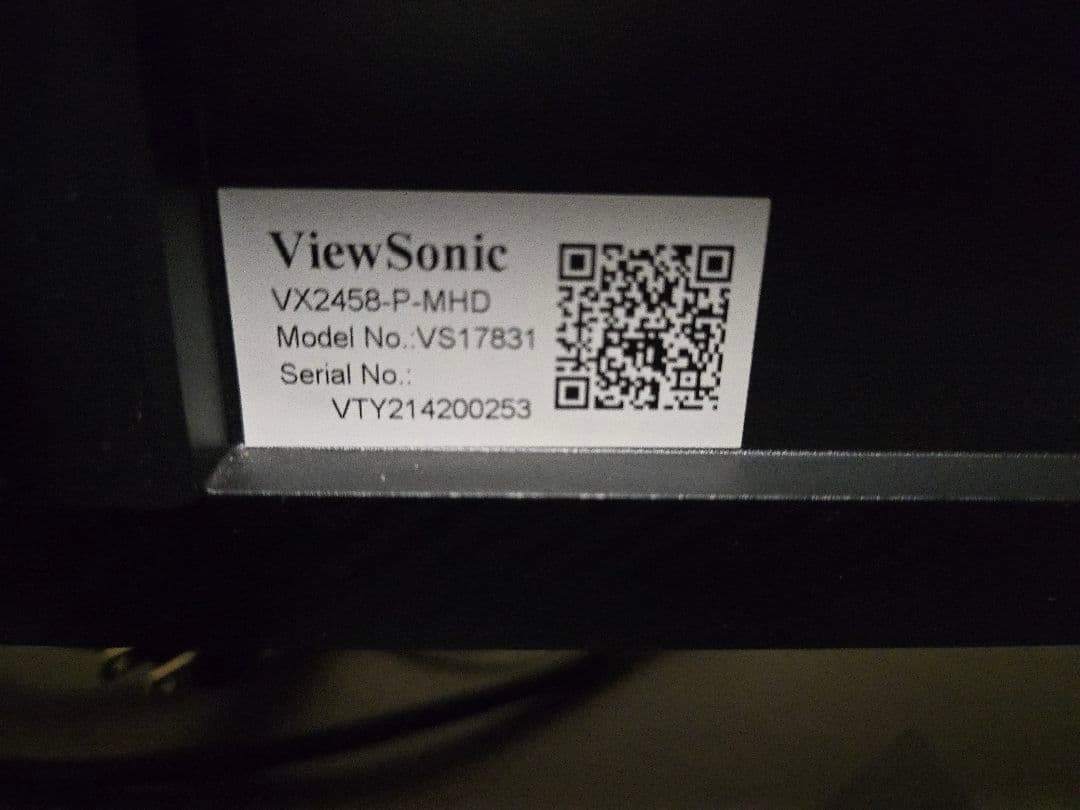 ViewSonic
VX2458-P-MHD
Model No.:VS17831
Serial No.:
VTY214200253